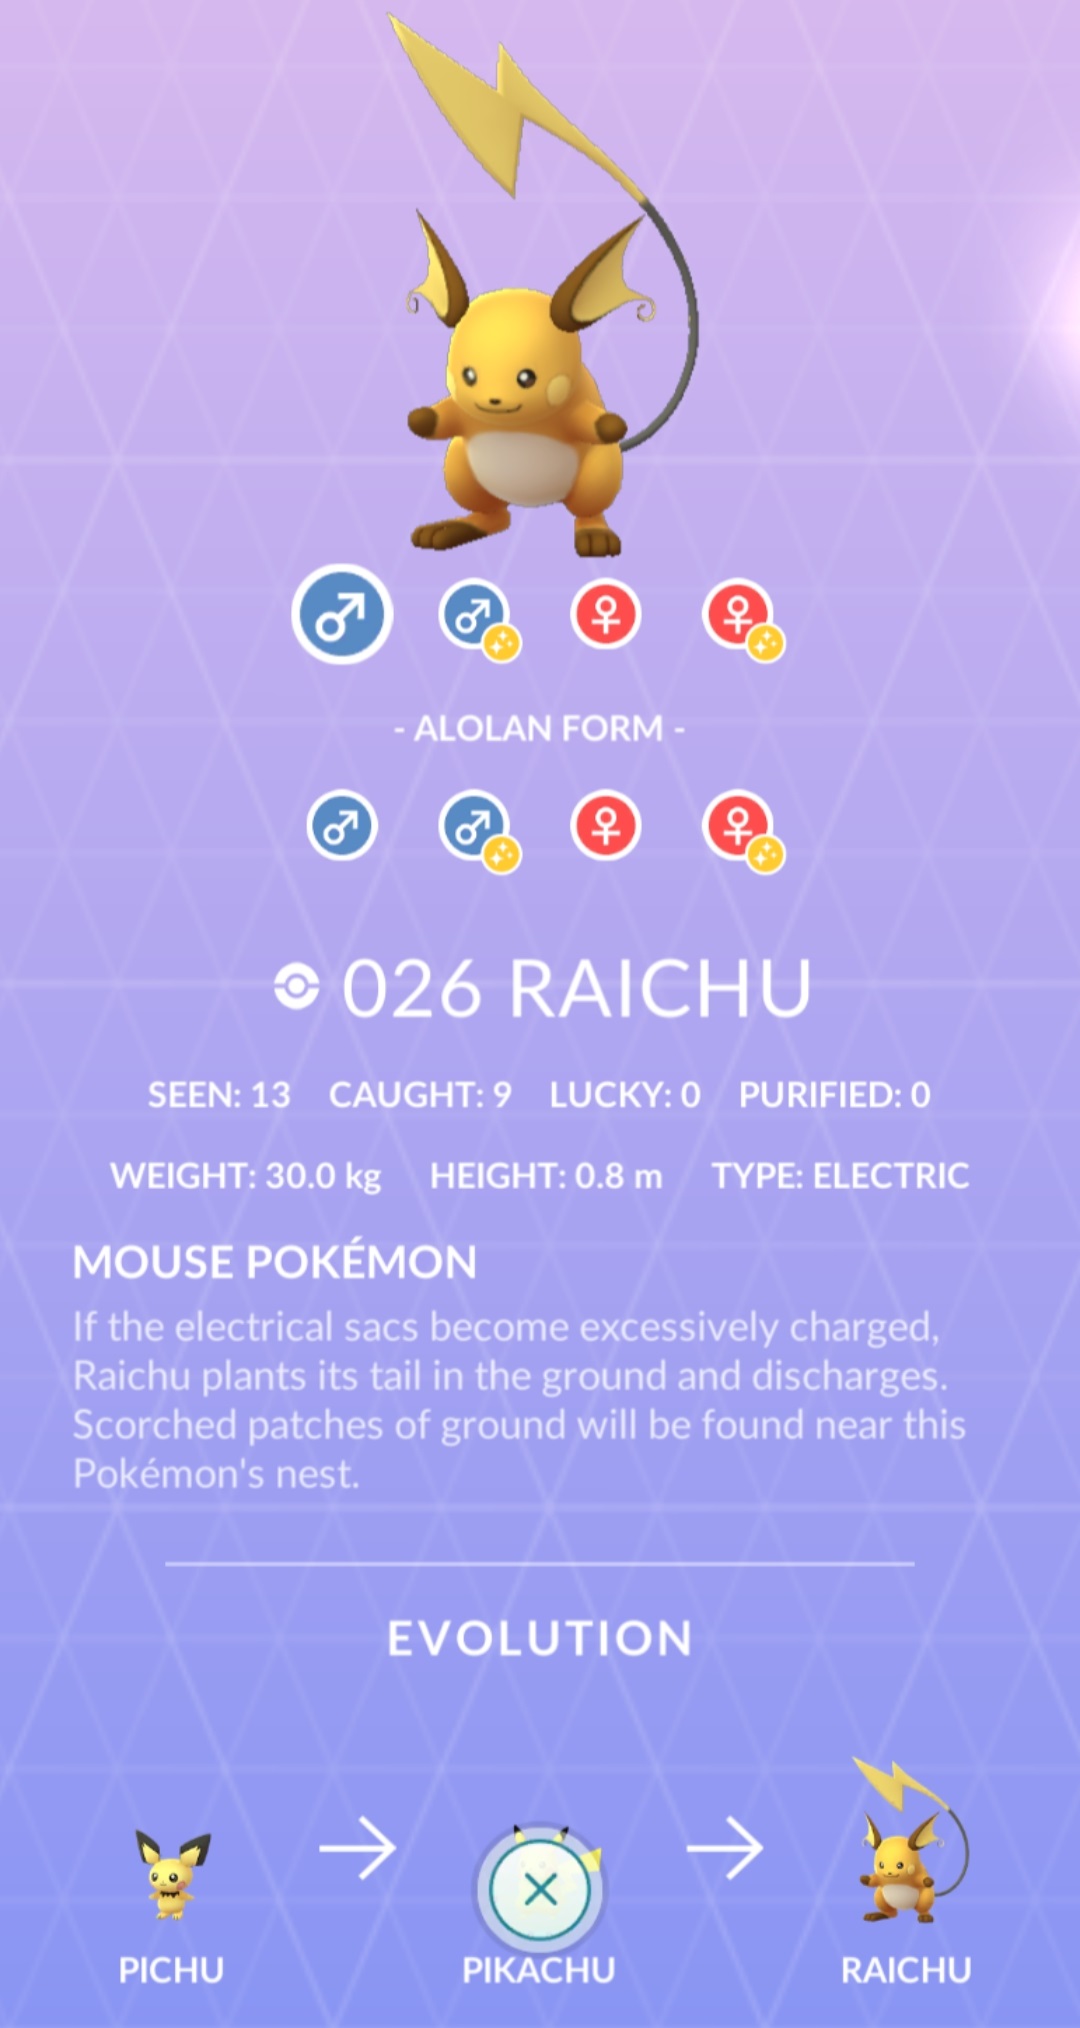 - ALOLAN FORM -
026 RAICHU
SEEN: 13 CAUGHT: 9 LUCKY: 0 PURIFIED: 0
WEIGHT: 30.0 kg HEIGHT: 0.8 m TYPE: ELECTRIC
MOUSE POKÉMON
If the electrical sacs become excessively charged,
Raichu plants its tail in the ground and discharges.
Scorched patches of ground will be found near this
Pokémon's nest.
EVOLUTION
PICHU PIKACHU RAICHU